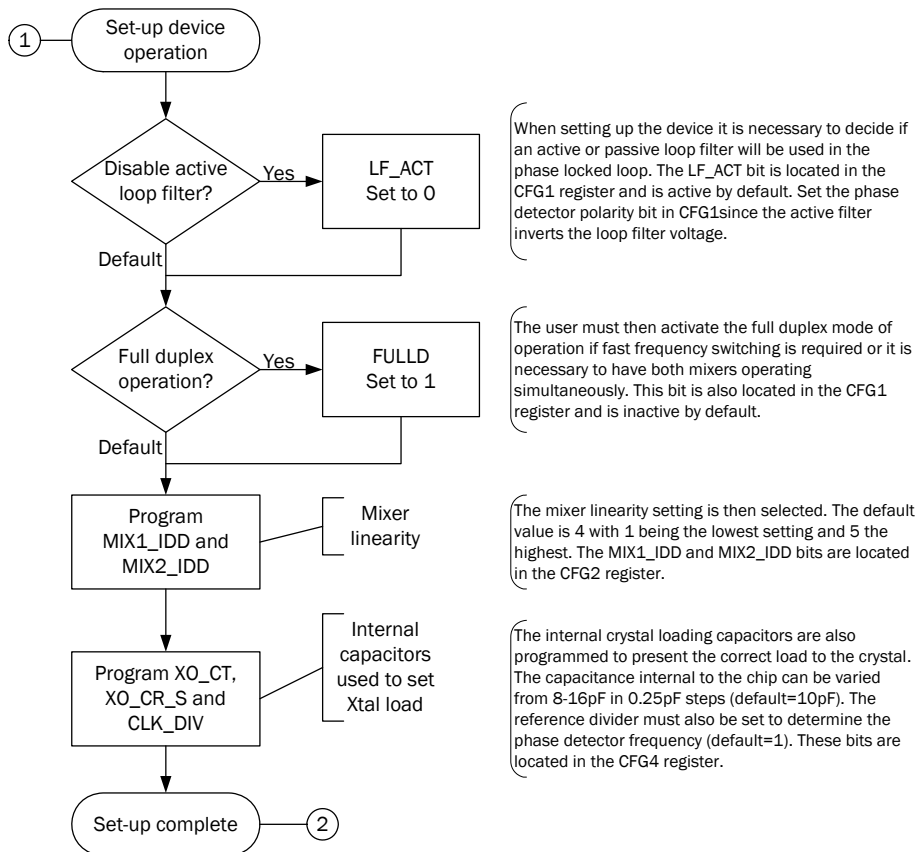 1
Set-up device
operation
Disable active
loop filter?
Yes
LF_ACT
Set to 0
Default
When setting up the device it is necessary to decide if
an active or passive loop filter will be used in the
phase locked loop. The LF_ACT bit is located in the
CFG1 register and is active by default. Set the phase
detector polarity bit in CFG1since the active filter
inverts the loop filter voltage.
Full duplex
operation?
Yes
FULLD
Set to 1
Default
The user must then activate the full duplex mode of
operation if fast frequency switching is required or it is
necessary to have both mixers operating
simultaneously. This bit is also located in the CFG1
register and is inactive by default.
Program
MIX1_IDD and
MIX2_IDD
Mixer
linearity
The mixer linearity setting is then selected. The default
value is 4 with 1 being the lowest setting and 5 the
highest. The MIX1_IDD and MIX2_IDD bits are located
in the CFG2 register.
Program XO_CT,
XO_CR_S and
CLK_DIV
Internal
capacitors
used to set
Xtal load
The internal crystal loading capacitors are also
programmed to present the correct load to the crystal.
The capacitance internal to the chip can be varied
from 8-16pF in 0.25pF steps (default=10pF). The
reference divider must also be set to determine the
phase detector frequency (default=1). These bits are
located in the CFG4 register.
Set-up complete
2